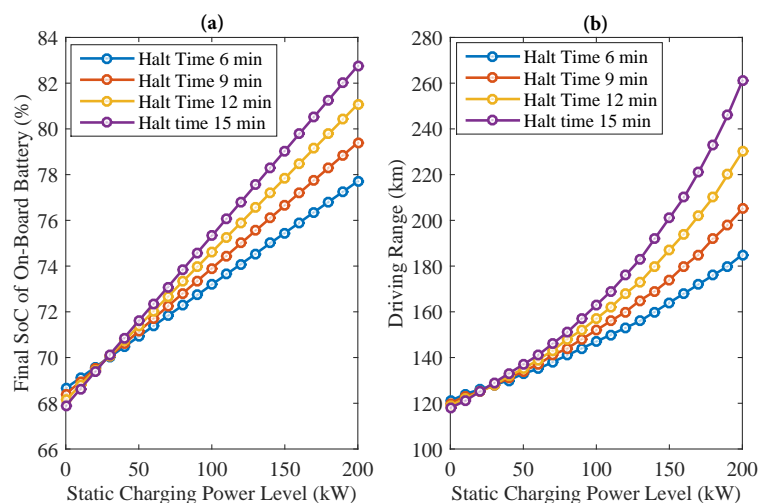 (a)
84
82
80
78
76
74
72
70
68
66
Final SoC of On-Board Battery (%)
Halt Time 6 min
Halt Time 9 min
Halt Time 12 min
Halt time 15 min
0 50 100 150 200
Static Charging Power Level (kW)
(b)
280
260
240
220
200
180
160
140
120
100
Driving Range (km)
Halt Time 6 min
Halt Time 9 min
Halt Time 12 min
Halt time 15 min
0 50 100 150 200
Static Charging Power Level (kW)